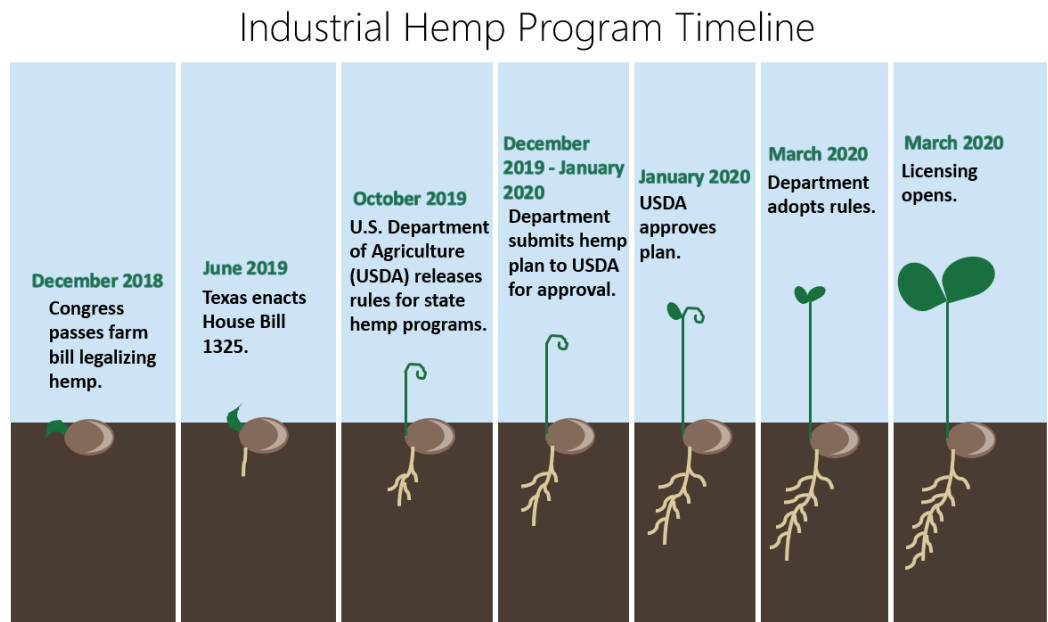 Industrial Hemp Program Timeline
December 2018
Congress
passes farm
bill legalizing
hemp.
June 2019
Texas enacts
House Bill
1325.
October 2019
U.S. Department
of Agriculture
(USDA) releases
rules for state
hemp programs.
December
2019 - January
2020
Department
submits hemp
plan to USDA
for approval.
January 2020
USDA
approves
plan.
March 2020
Department
adopts rules.
March 2020
Licensing
opens.